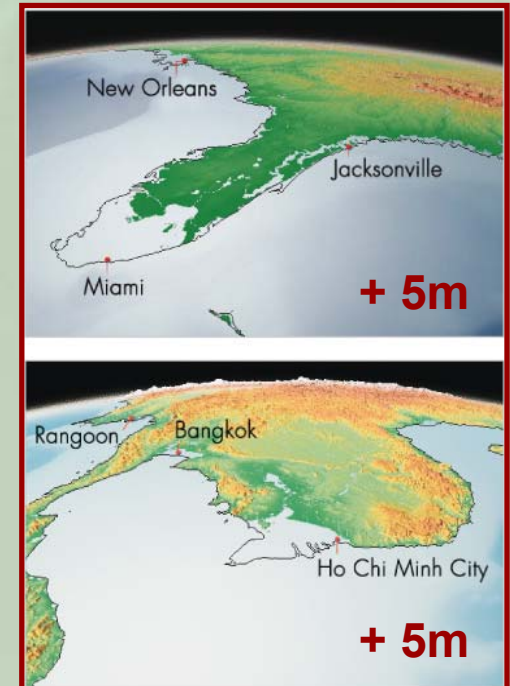 New Orleans
Jacksonville
Miami
+ 5m
Rangoon
Bangkok
Ho Chi Minh City
+ 5m